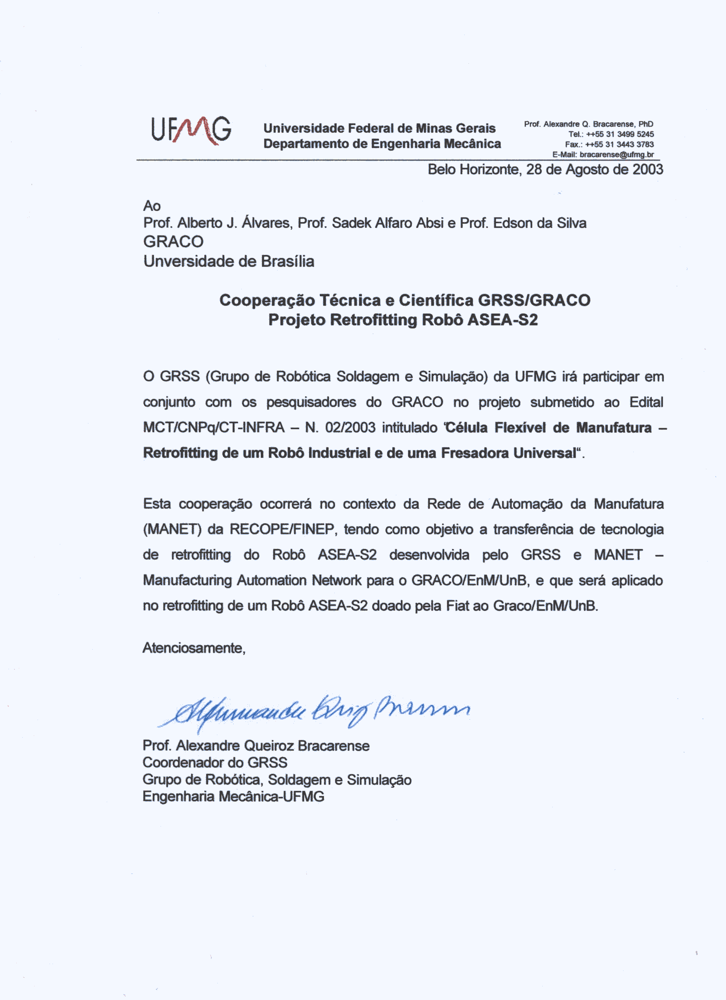 UFMG
Universidade Federal de Minas Gerais
Departamento de Engenharia Mecânica
Prof. Alexandre Q. Bracarense, PhD
Tel.: ++55 31 3499 5245
Fax.: ++55 31 3443 3783
E-Mail: bracarense@ufmg.br
Belo Horizonte, 28 de Agosto de 2003
Ao
Prof. Alberto J. Álvares, Prof. Sadek Alfaro Absi e Prof. Edson da Silva
GRACO
Unversidade de Brasília
Cooperação Técnica e Científica GRSS/GRACO
Projeto Retrofitting Robô ASEA-S2
O GRSS (Grupo de Robótica Soldagem e Simulação) da UFMG irá participar em
conjunto com os pesquisadores do GRACO no projeto submetido ao Edital
MCT/CNPq/CT-INFRA – N. 02/2003 intitulado “Célula Flexível de Manufatura –
Retrofitting de um Robô Industrial e de uma Fresadora Universal“.
Esta cooperação ocorrerá no contexto da Rede de Automação da Manufatura
(MANET) da RECOPE/FINEP, tendo como objetivo a transferência de tecnologia
de retrofitting do Robô ASEA-S2 desenvolvida pelo GRSS e MANET –
Manufacturing Automation Network para o GRACO/EnM/UnB, e que será aplicado
no retrofitting de um Robô ASEA-S2 doado pela Fiat ao Graco/EnM/UnB.
Atenciosamente,
Prof. Alexandre Queiroz Bracarense
Coordenador do GRSS
Grupo de Robótica, Soldagem e Simulação
Engenharia Mecânica-UFMG